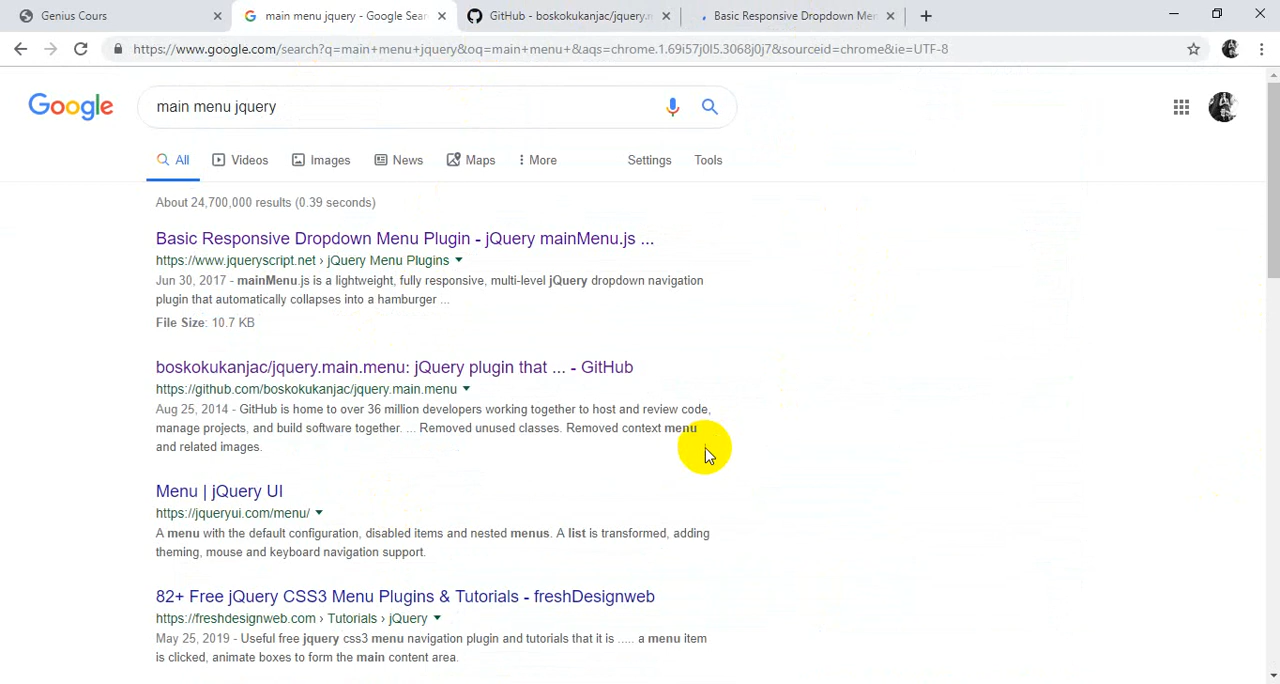 Genius Cours
main menu jquery - Google Sear
GitHub - boskokukanjac/jquery.m
Basic Responsive Dropdown Men
https://www.google.com/search?q=main+menu+jquery&oq=main+menu+&aqs=chrome.1.69i57j0l5.3068j0j7&sourceid=chrome&ie=UTF-8
Google
main menu jquery
All Videos Images News Maps More Settings Tools
About 24,700,000 results (0.39 seconds)
Basic Responsive Dropdown Menu Plugin - jQuery mainMenu.js ...
https://www.jqueryscript.net › jQuery Menu Plugins
Jun 30, 2017 - mainMenu.js is a lightweight, fully responsive, multi-level jQuery dropdown navigation
plugin that automatically collapses into a hamburger ...
File Size: 10.7 KB
boskokukanjac/jquery.main.menu: jQuery plugin that ... - GitHub
https://github.com/boskokukanjac/jquery.main.menu
Aug 25, 2014 - GitHub is home to over 36 million developers working together to host and review code,
manage projects, and build software together. ... Removed unused classes. Removed context menu
and related images.
Menu | jQuery UI
https://jqueryui.com/menu/
A menu with the default configuration, disabled items and nested menus. A list is transformed, adding
theming, mouse and keyboard navigation support.
82+ Free jQuery CSS3 Menu Plugins & Tutorials - freshDesignweb
https://freshdesignweb.com › Tutorials › jQuery
May 25, 2019 - Useful free jquery css3 menu navigation plugin and tutorials that it is ..... a menu item
is clicked, animate boxes to form the main content area.